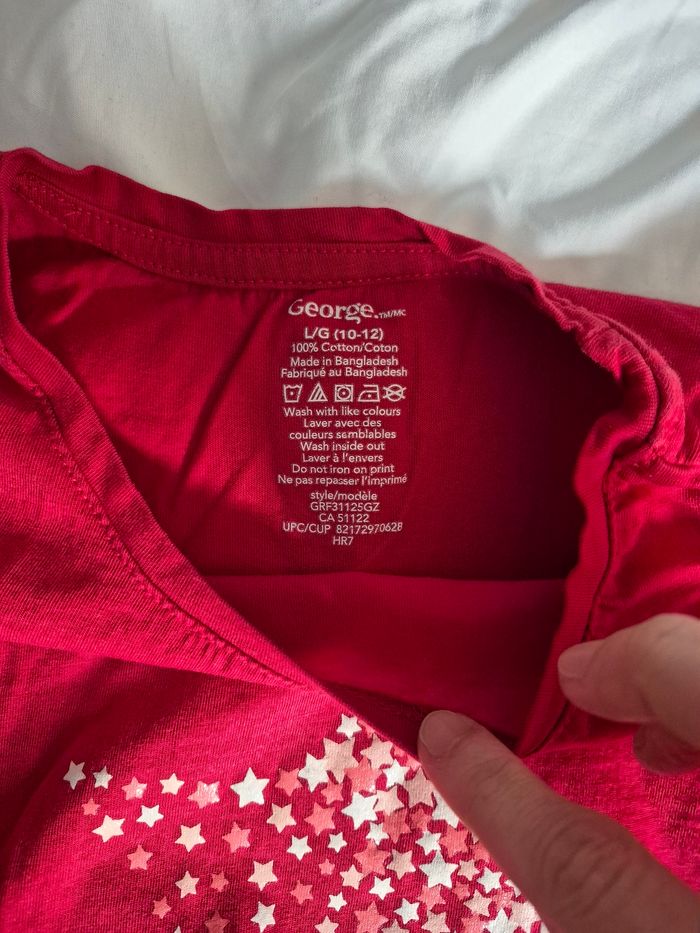 George.TM/MC
L/G (10-12)
100% Cotton/Coton
Made in Bangladesh
Fabriqué au Bangladesh
Wash with like colours
Laver avec des
couleurs semblables
Wash inside out
Laver à l'envers
Do not iron on print
Ne pas repasser l'imprimé
style/modèle
GRF31125GZ
CA 51122
UPC/CUP 8217297062B
HR7